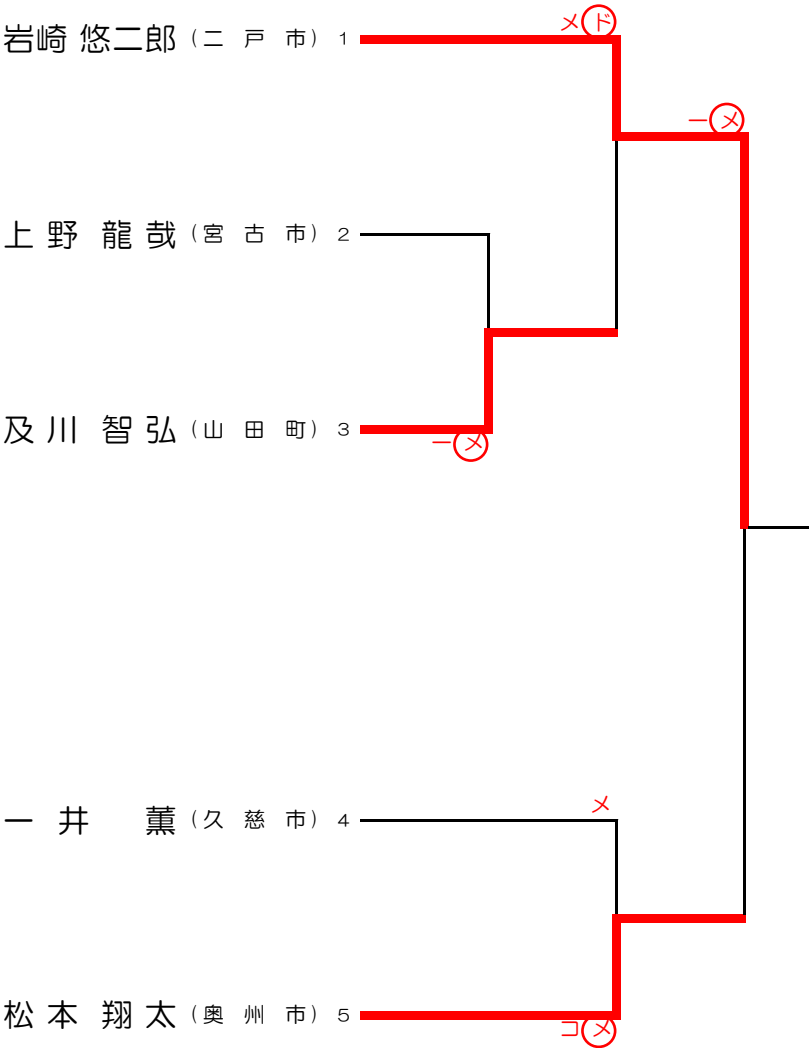 メド
岩崎 悠二郎 (二戸市) 1
一メ
上野 龍哉 (宮古市) 2
及川 智弘 (山田町) 3
一メ
メ
一井 薫 (久慈市) 4
松本 翔太 (奥州市) 5
コメ